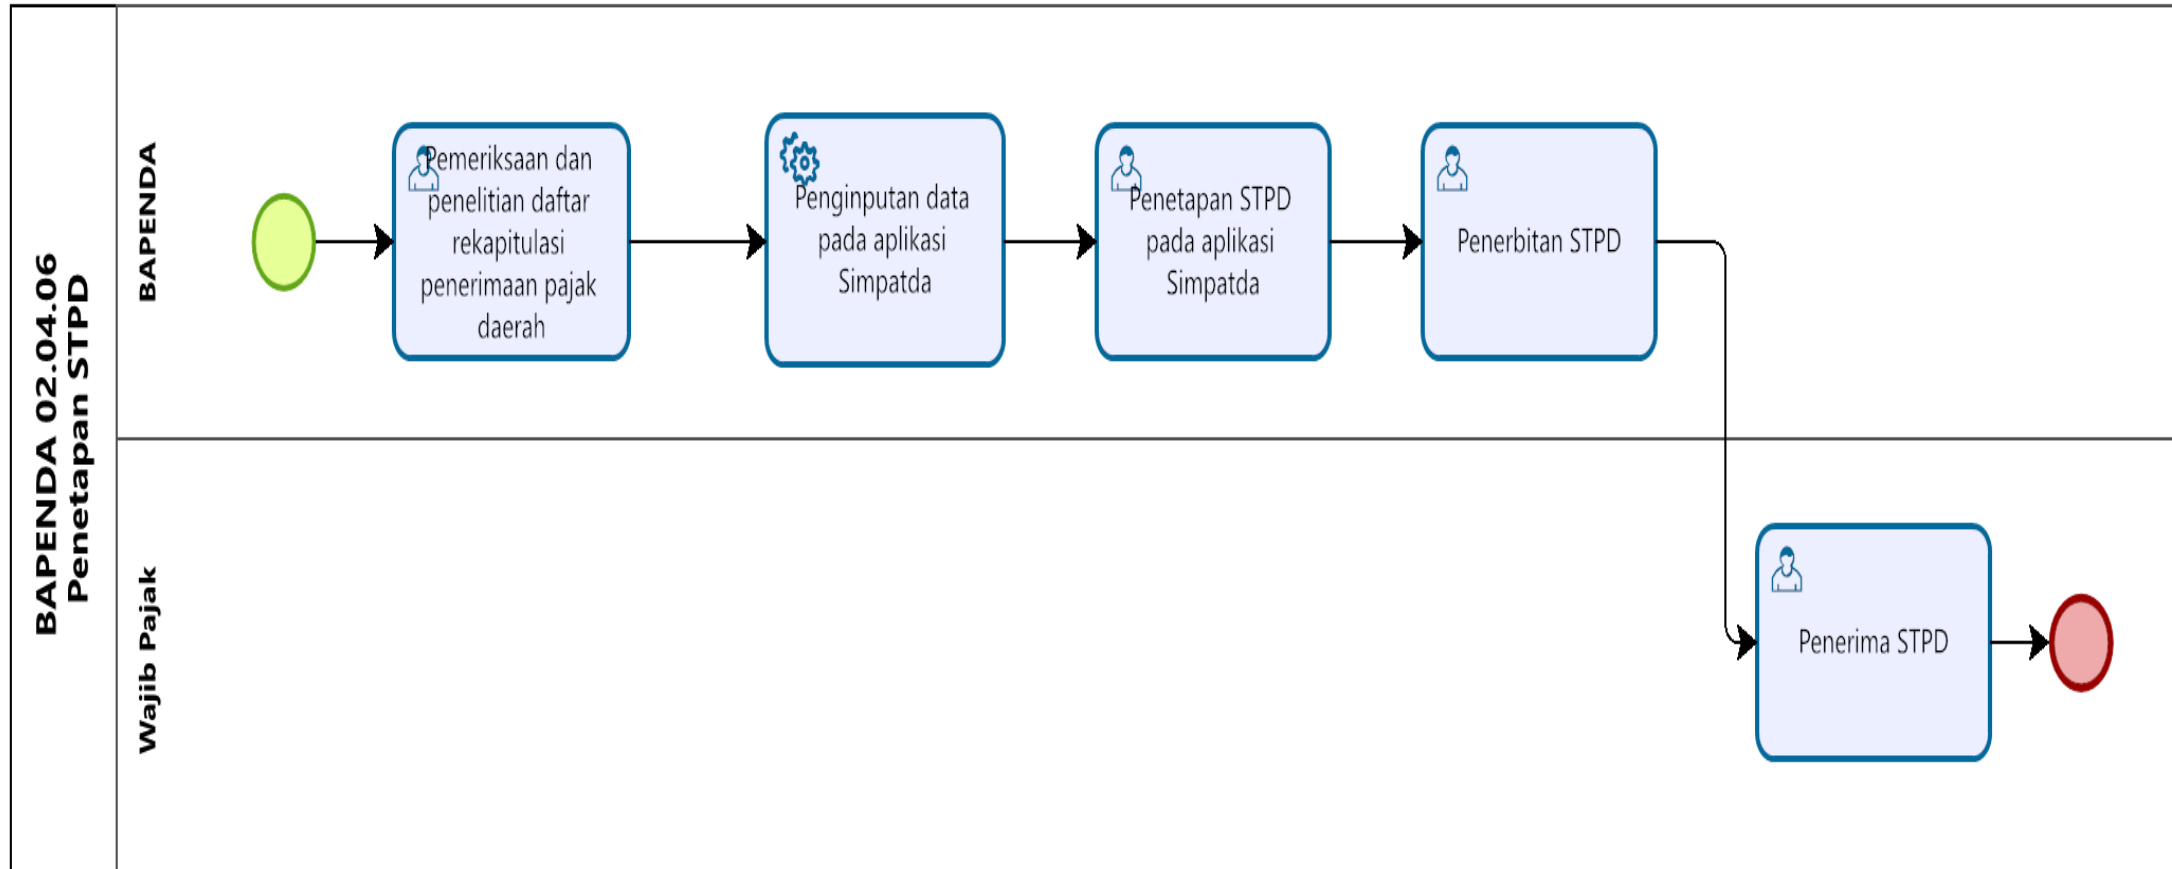 BAPENDA 02.04.06
Penetapan STPD
BAPENDA
Pemeriksaan dan
penelitian daftar
rekapitulasi
penerimaan pajak
daerah
Penginputan data
pada aplikasi
Simpatda
Penetapan STPD
pada aplikasi
Simpatda
Penerbitan STPD
Wajib Pajak
Penerima STPD